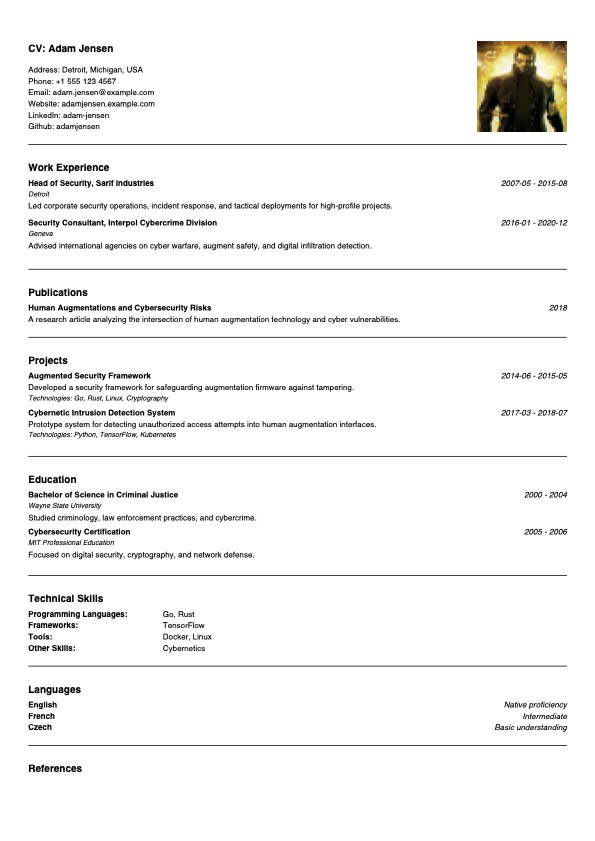 CV: Adam Jensen
Address: Detroit, Michigan, USA
Phone: +1 555 123 4567
Email: adam.jensen@example.com
Website: adamjensen.example.com
LinkedIn: adam-jensen
Github: adamjensen
Work Experience
Head of Security, Sarif Industries 2007-05 - 2015-08
Detroit
Led corporate security operations, incident response, and tactical deployments for high-profile projects.
Security Consultant, Interpol Cybercrime Division 2016-01 - 2020-12
Geneva
Advised international agencies on cyber warfare, augment safety, and digital infiltration detection.
Publications
Human Augmentations and Cybersecurity Risks 2018
A research article analyzing the intersection of human augmentation technology and cyber vulnerabilities.
Projects
Augmented Security Framework 2014-06 - 2015-05
Developed a security framework for safeguarding augmentation firmware against tampering.
Technologies: Go, Rust, Linux, Cryptography
Cybernetic Intrusion Detection System 2017-03 - 2018-07
Prototype system for detecting unauthorized access attempts into human augmentation interfaces.
Technologies: Python, TensorFlow, Kubernetes
Education
Bachelor of Science in Criminal Justice 2000 - 2004
Wayne State University
Studied criminology, law enforcement practices, and cybercrime.
Cybersecurity Certification 2005 - 2006
MIT Professional Education
Focused on digital security, cryptography, and network defense.
Technical Skills
Programming Languages: Go, Rust
Frameworks: TensorFlow
Tools: Docker, Linux
Other Skills: Cybernetics
Languages
English Native proficiency
French Intermediate
Czech Basic understanding
References